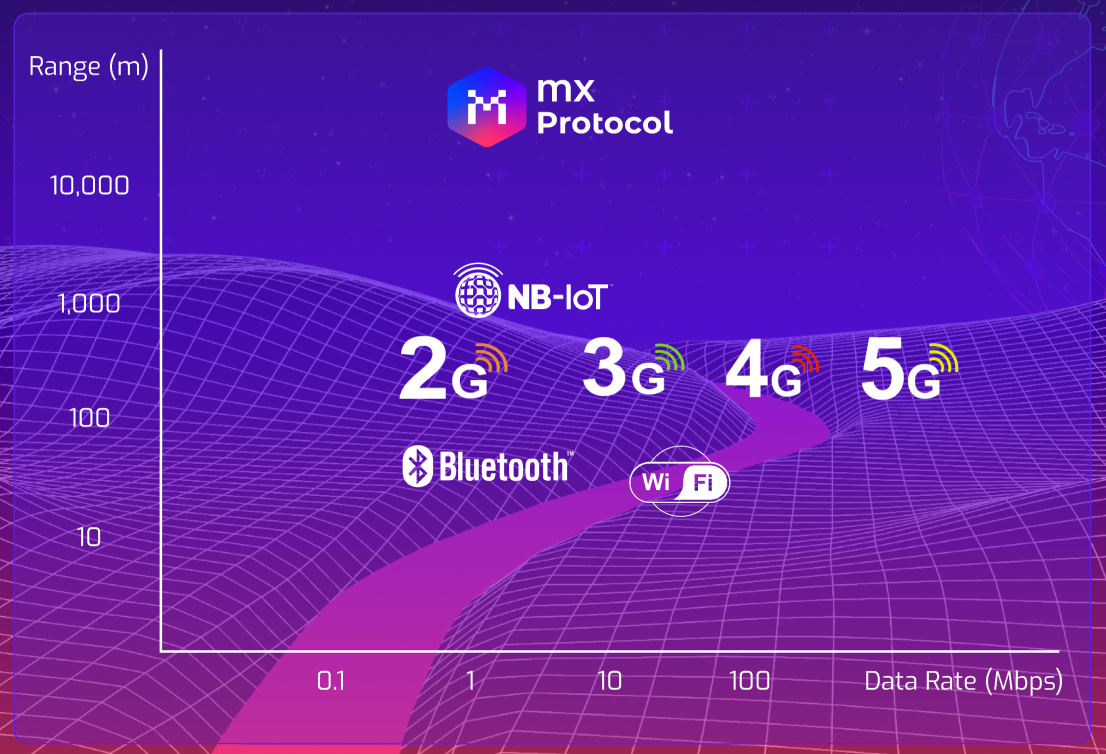 Range (m)
mx
Protocol
10,000
1,000
NB-IoT
2G
3G
4G
5G
100
Bluetooth™
Wi Fi
10
0.1
1
10
100
Data Rate (Mbps)